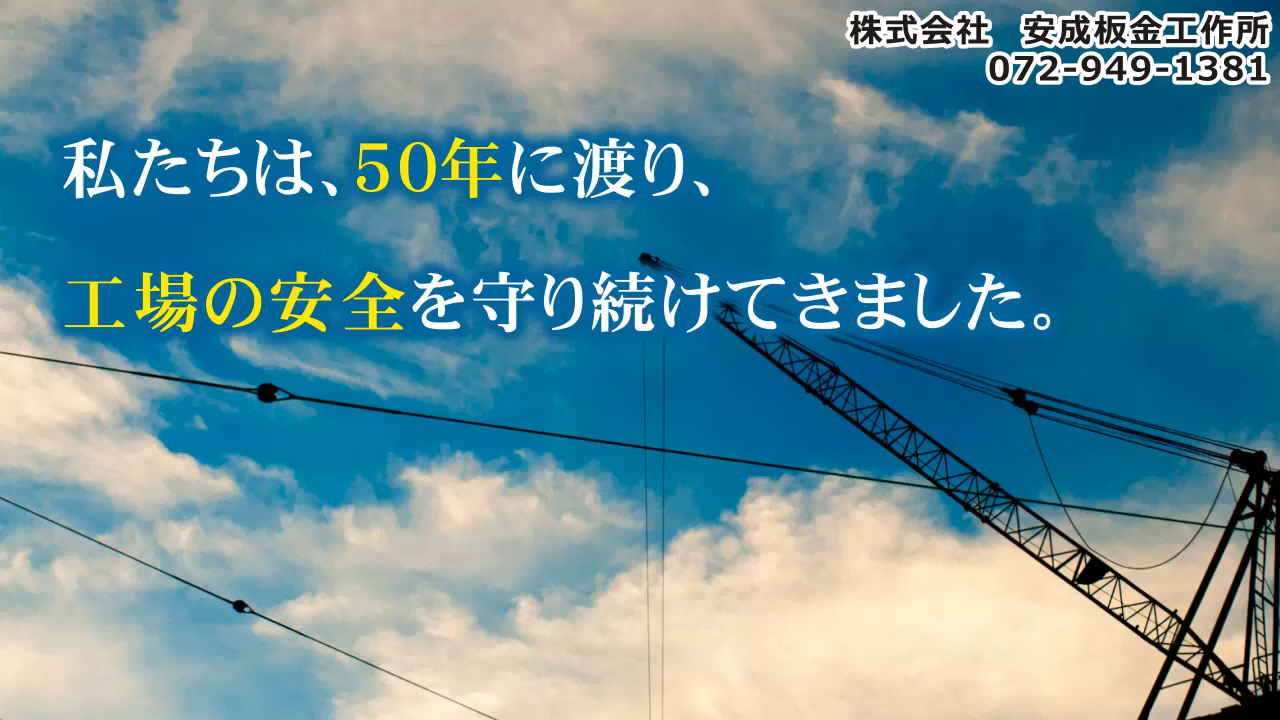 株式会社　安成板金工作所
072-949-1381
私たちは、50年に渡り、
工場の安全を守り続けてきました。